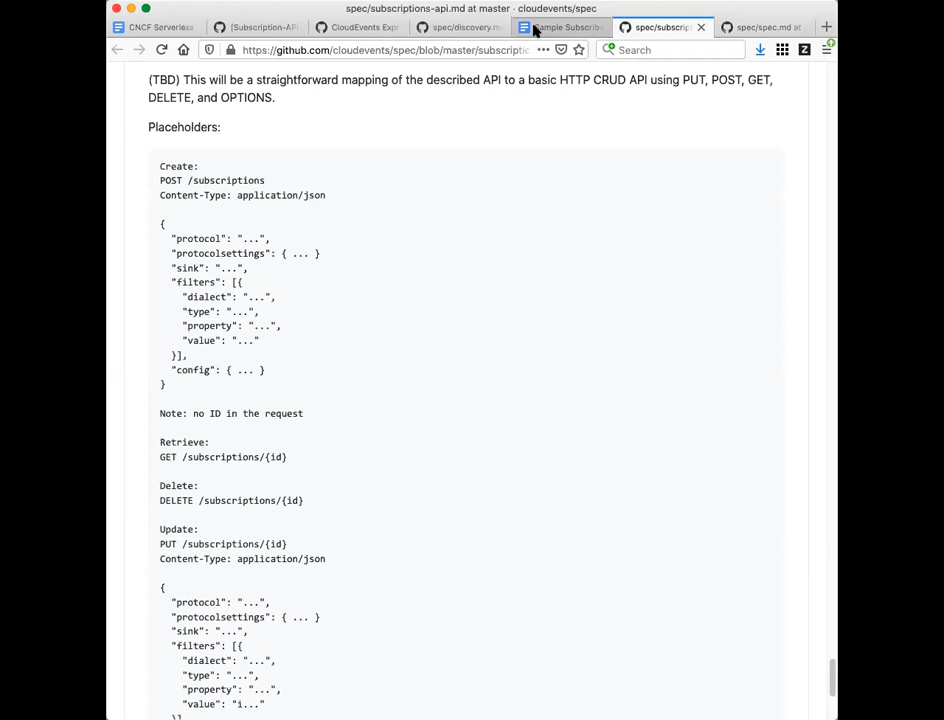 spec/subscriptions-api.md at master · cloudevents/spec
CNCF Serverless
[Subscription-API
CloudEvents Expr
spec/discovery.m
Sample Subscrib
spec/subscrip
spec/spec.md at
https://github.com/cloudevents/spec/blob/master/subscriptic
Search
(TBD) This will be a straightforward mapping of the described API to a basic HTTP CRUD API using PUT, POST, GET,
DELETE, and OPTIONS.
Placeholders:
Create:
POST /subscriptions
Content-Type: application/json
{
"protocol": "...",
"protocolsettings": { ... }
"sink": "...",
"filters": [{
"dialect": "...",
"type": "...",
"property": "...",
"value": "..."
}],
"config": { ... }
}
Note: no ID in the request
Retrieve:
GET /subscriptions/{id}
Delete:
DELETE /subscriptions/{id}
Update:
PUT /subscriptions/{id}
Content-Type: application/json
{
"protocol": "...",
"protocolsettings": { ... }
"sink": "...",
"filters": [{
"dialect": "...",
"type": "...",
"property": "...",
"value": "i..."
}]